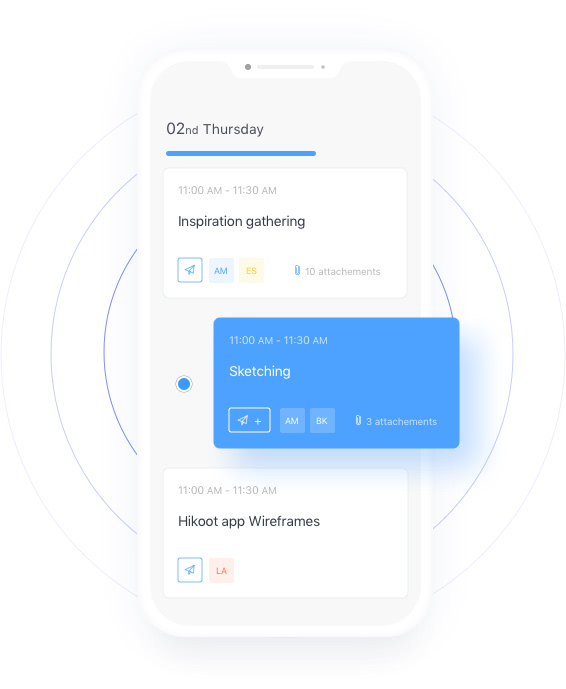 02nd Thursday
11:00 AM - 11:30 AM
Inspiration gathering
AM ES 10 attachements
11:00 AM - 11:30 AM
Sketching
+ AM BK 3 attachements
11:00 AM - 11:30 AM
Hikoot app Wireframes
LA